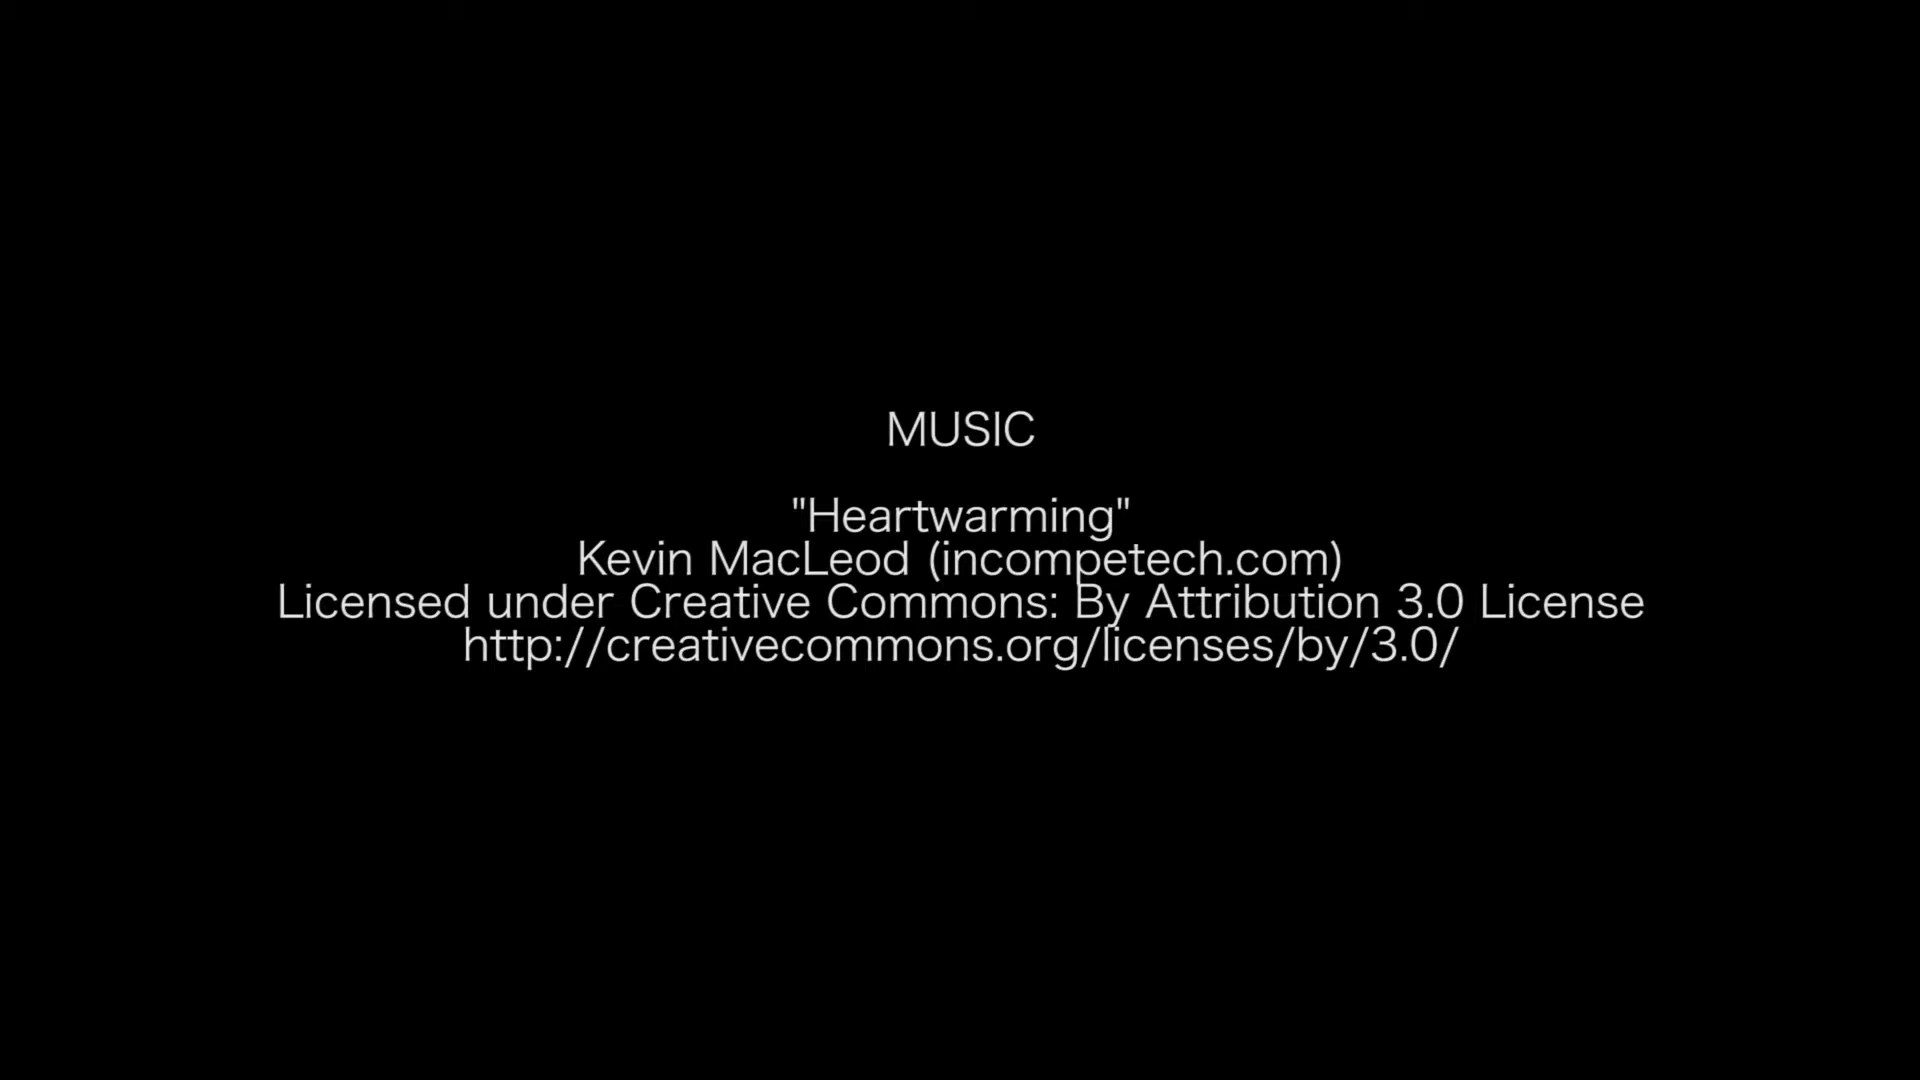 MUSIC
"Heartwarming"
Kevin MacLeod (incompetech.com)
Licensed under Creative Commons: By Attribution 3.0 License
http://creativecommons.org/licenses/by/3.0/